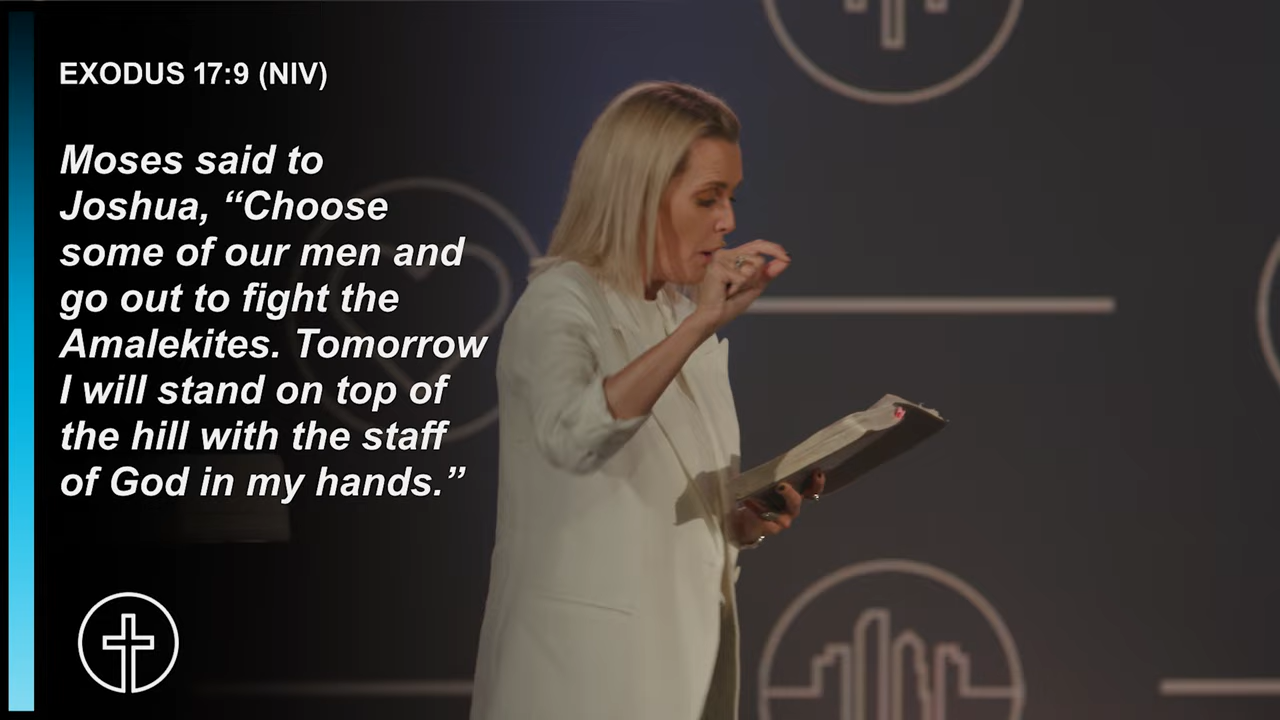 EXODUS 17:9 (NIV)
Moses said to
Joshua, “Choose
some of our men and
go out to fight the
Amalekites. Tomorrow
I will stand on top of
the hill with the staff
of God in my hands.”